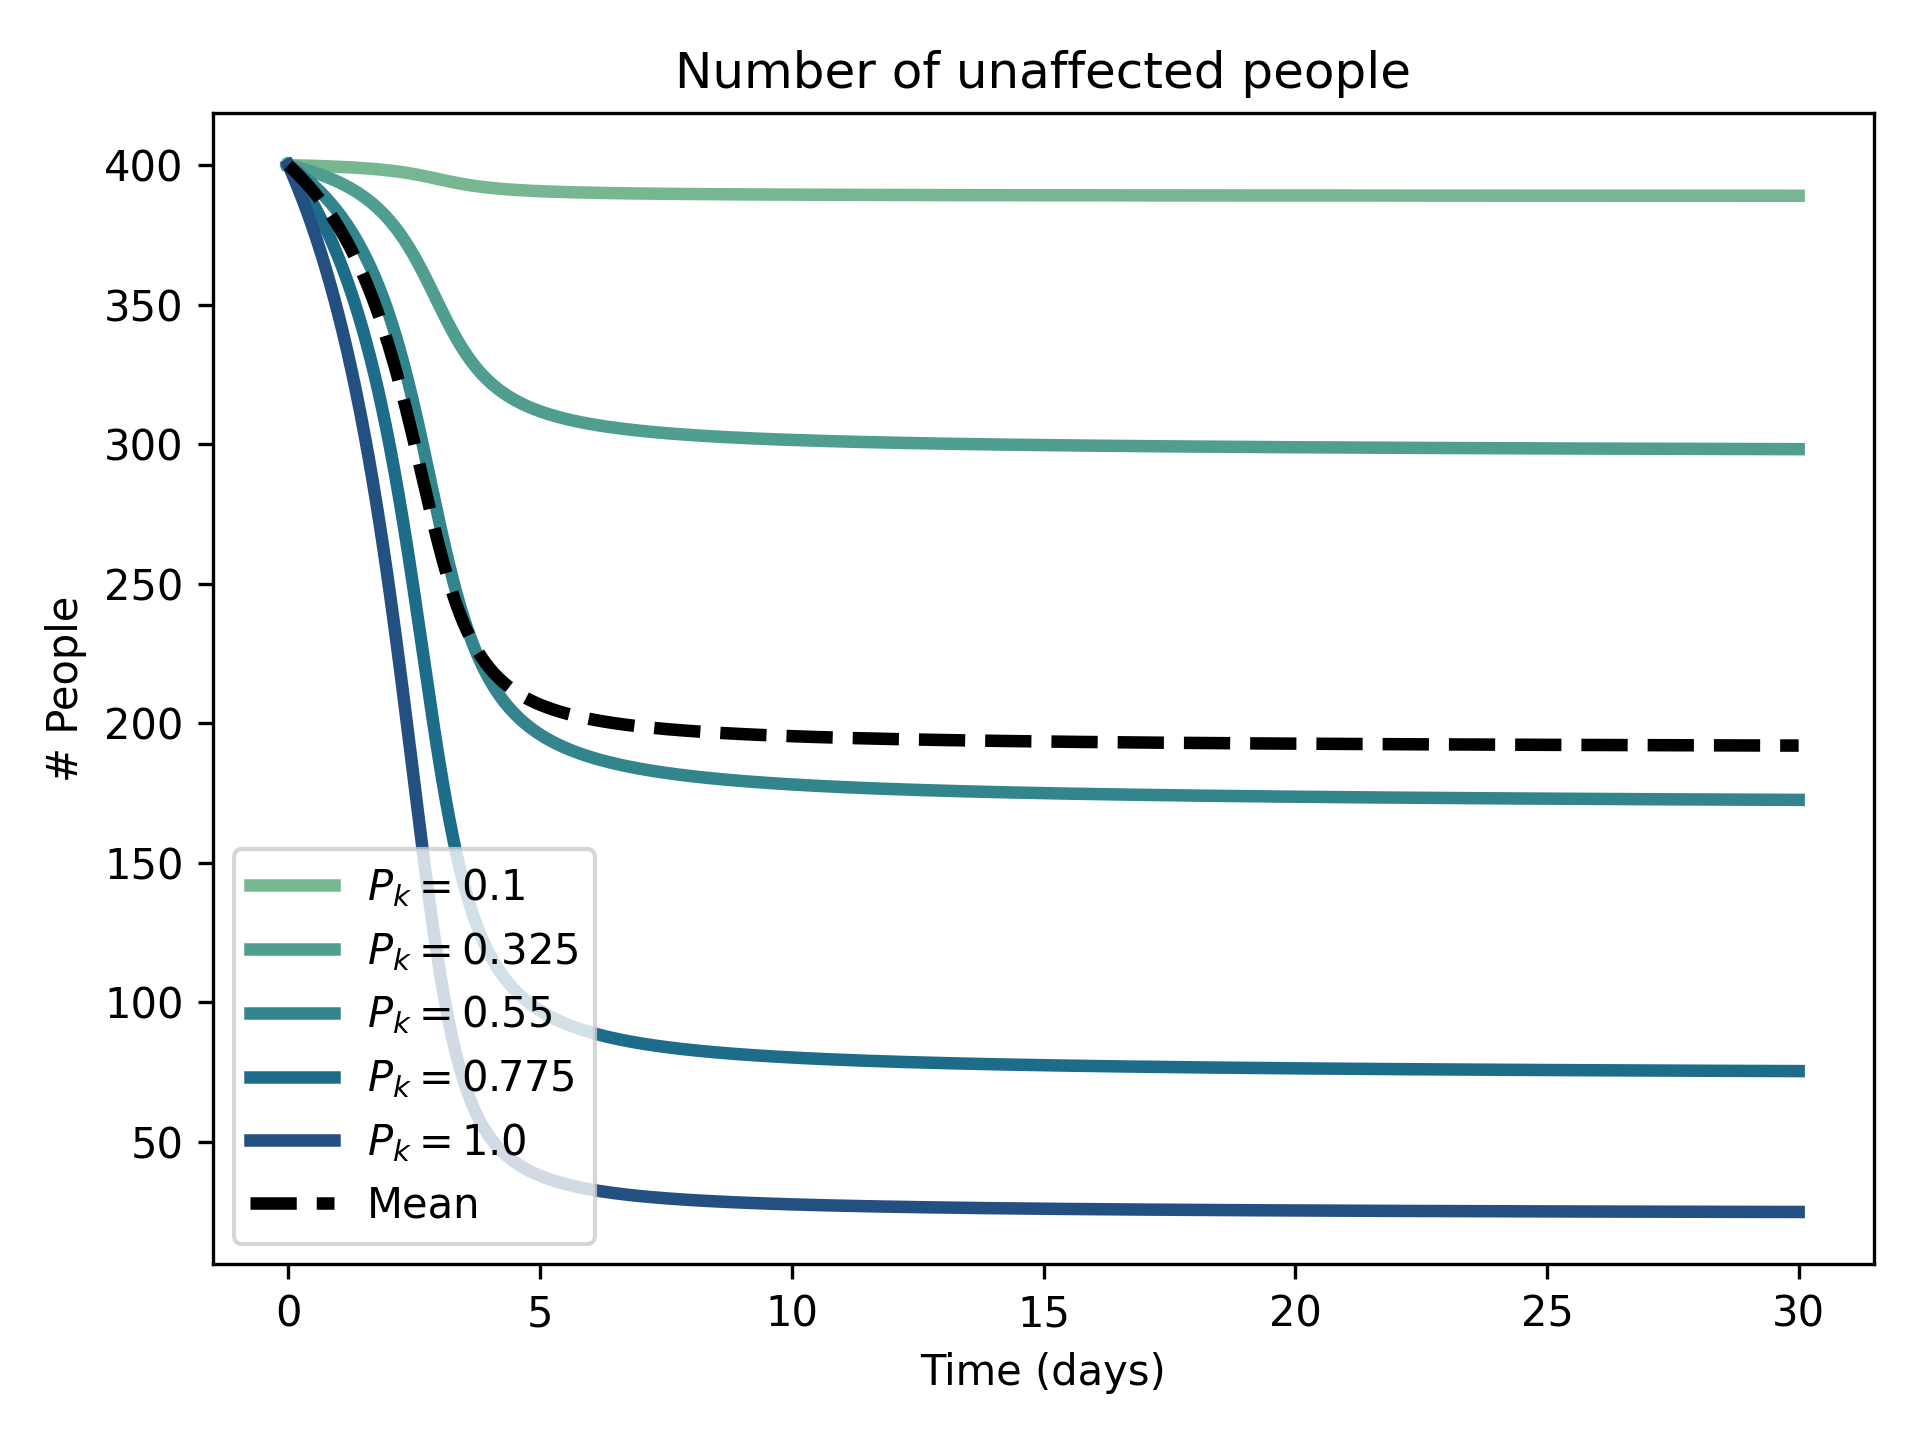 Number of unaffected people
# People
400
350
300
250
200
150
100
50
P_k = 0.1
P_k = 0.325
P_k = 0.55
P_k = 0.775
P_k = 1.0
Mean
0 5 10 15 20 25 30
Time (days)